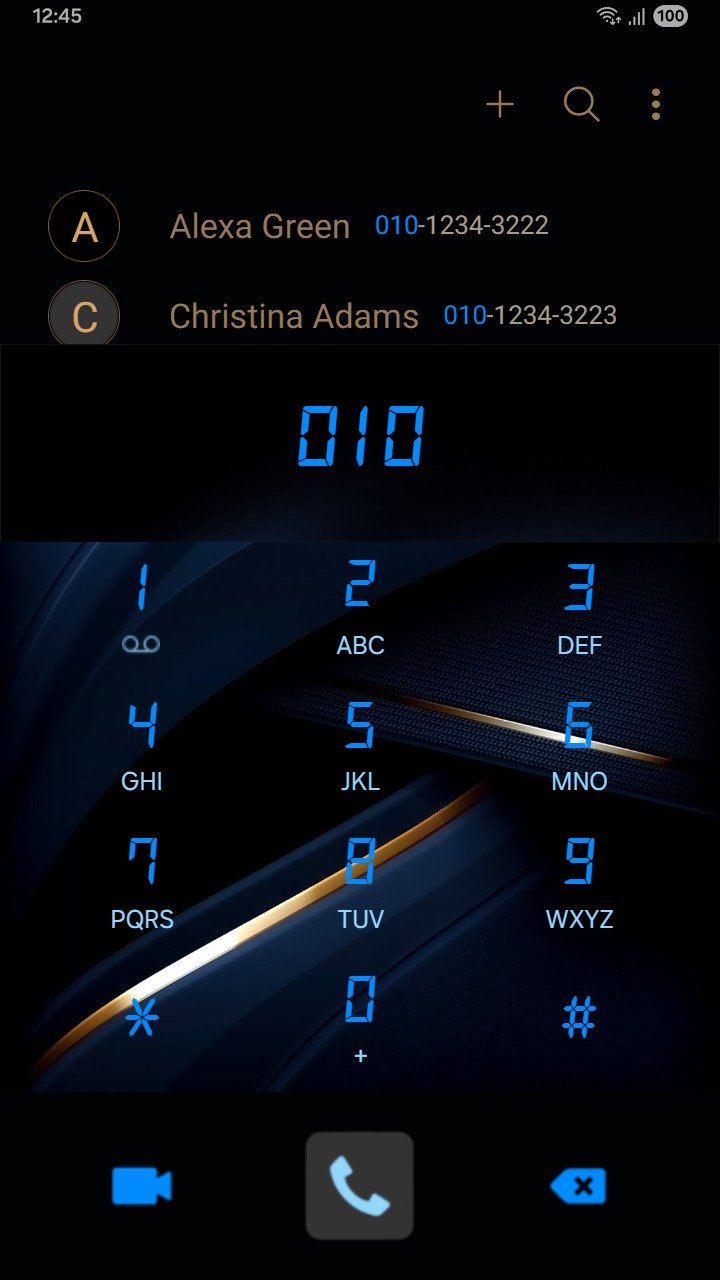 12:45 100
A Alexa Green 010-1234-3222
C Christina Adams 010-1234-3223
010
1 2 3
ABC DEF
4 5 6
GHI JKL MNO
7 8 9
PQRS TUV WXYZ
* 0 #
+